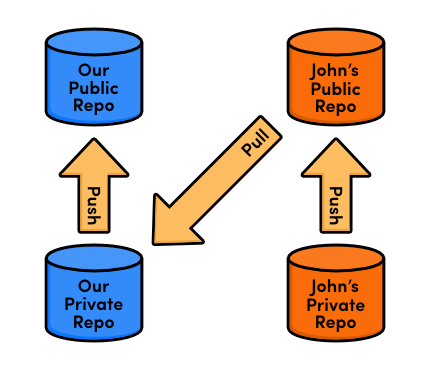 Our
Public
Repo
John's
Public
Repo
Pull
Push
Push
Our
Private
Repo
John's
Private
Repo